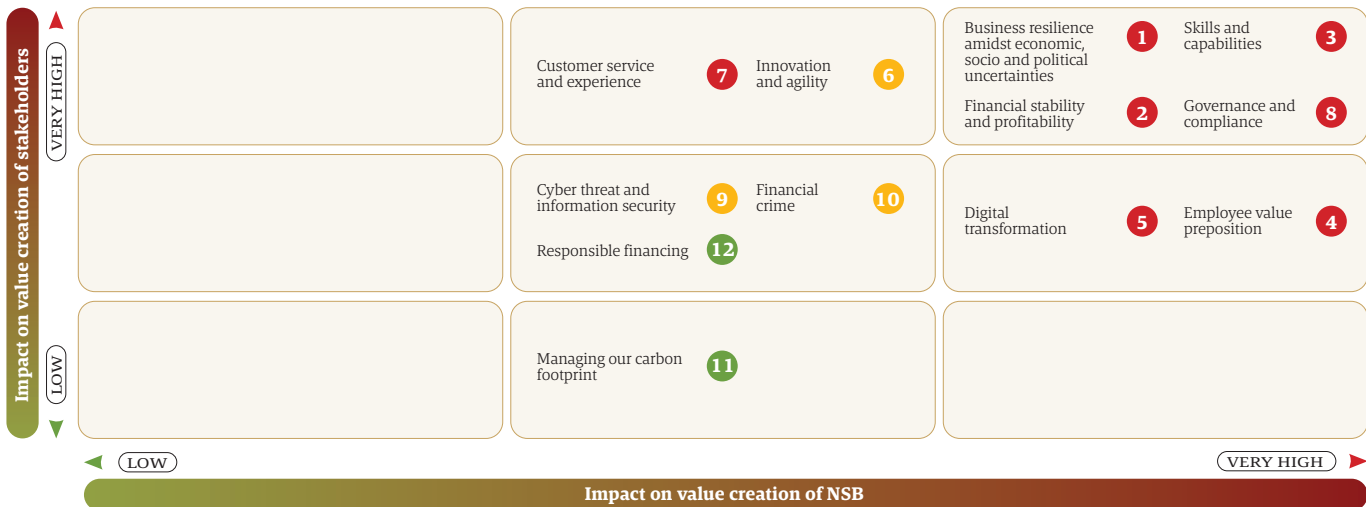 Impact on value creation of stakeholders
VERY HIGH
LOW
Customer service
and experience
7
Innovation
and agility
6
Business resilience
amidst economic,
socio and political
uncertainties
1
Skills and
capabilities
3
Financial stability
and profitability
2
Governance and
compliance
8
Cyber threat and
information security
9
Financial
crime
10
Responsible financing
12
Digital
transformation
5
Employee value
preposition
4
Managing our carbon
footprint
11
LOW
VERY HIGH
Impact on value creation of NSB